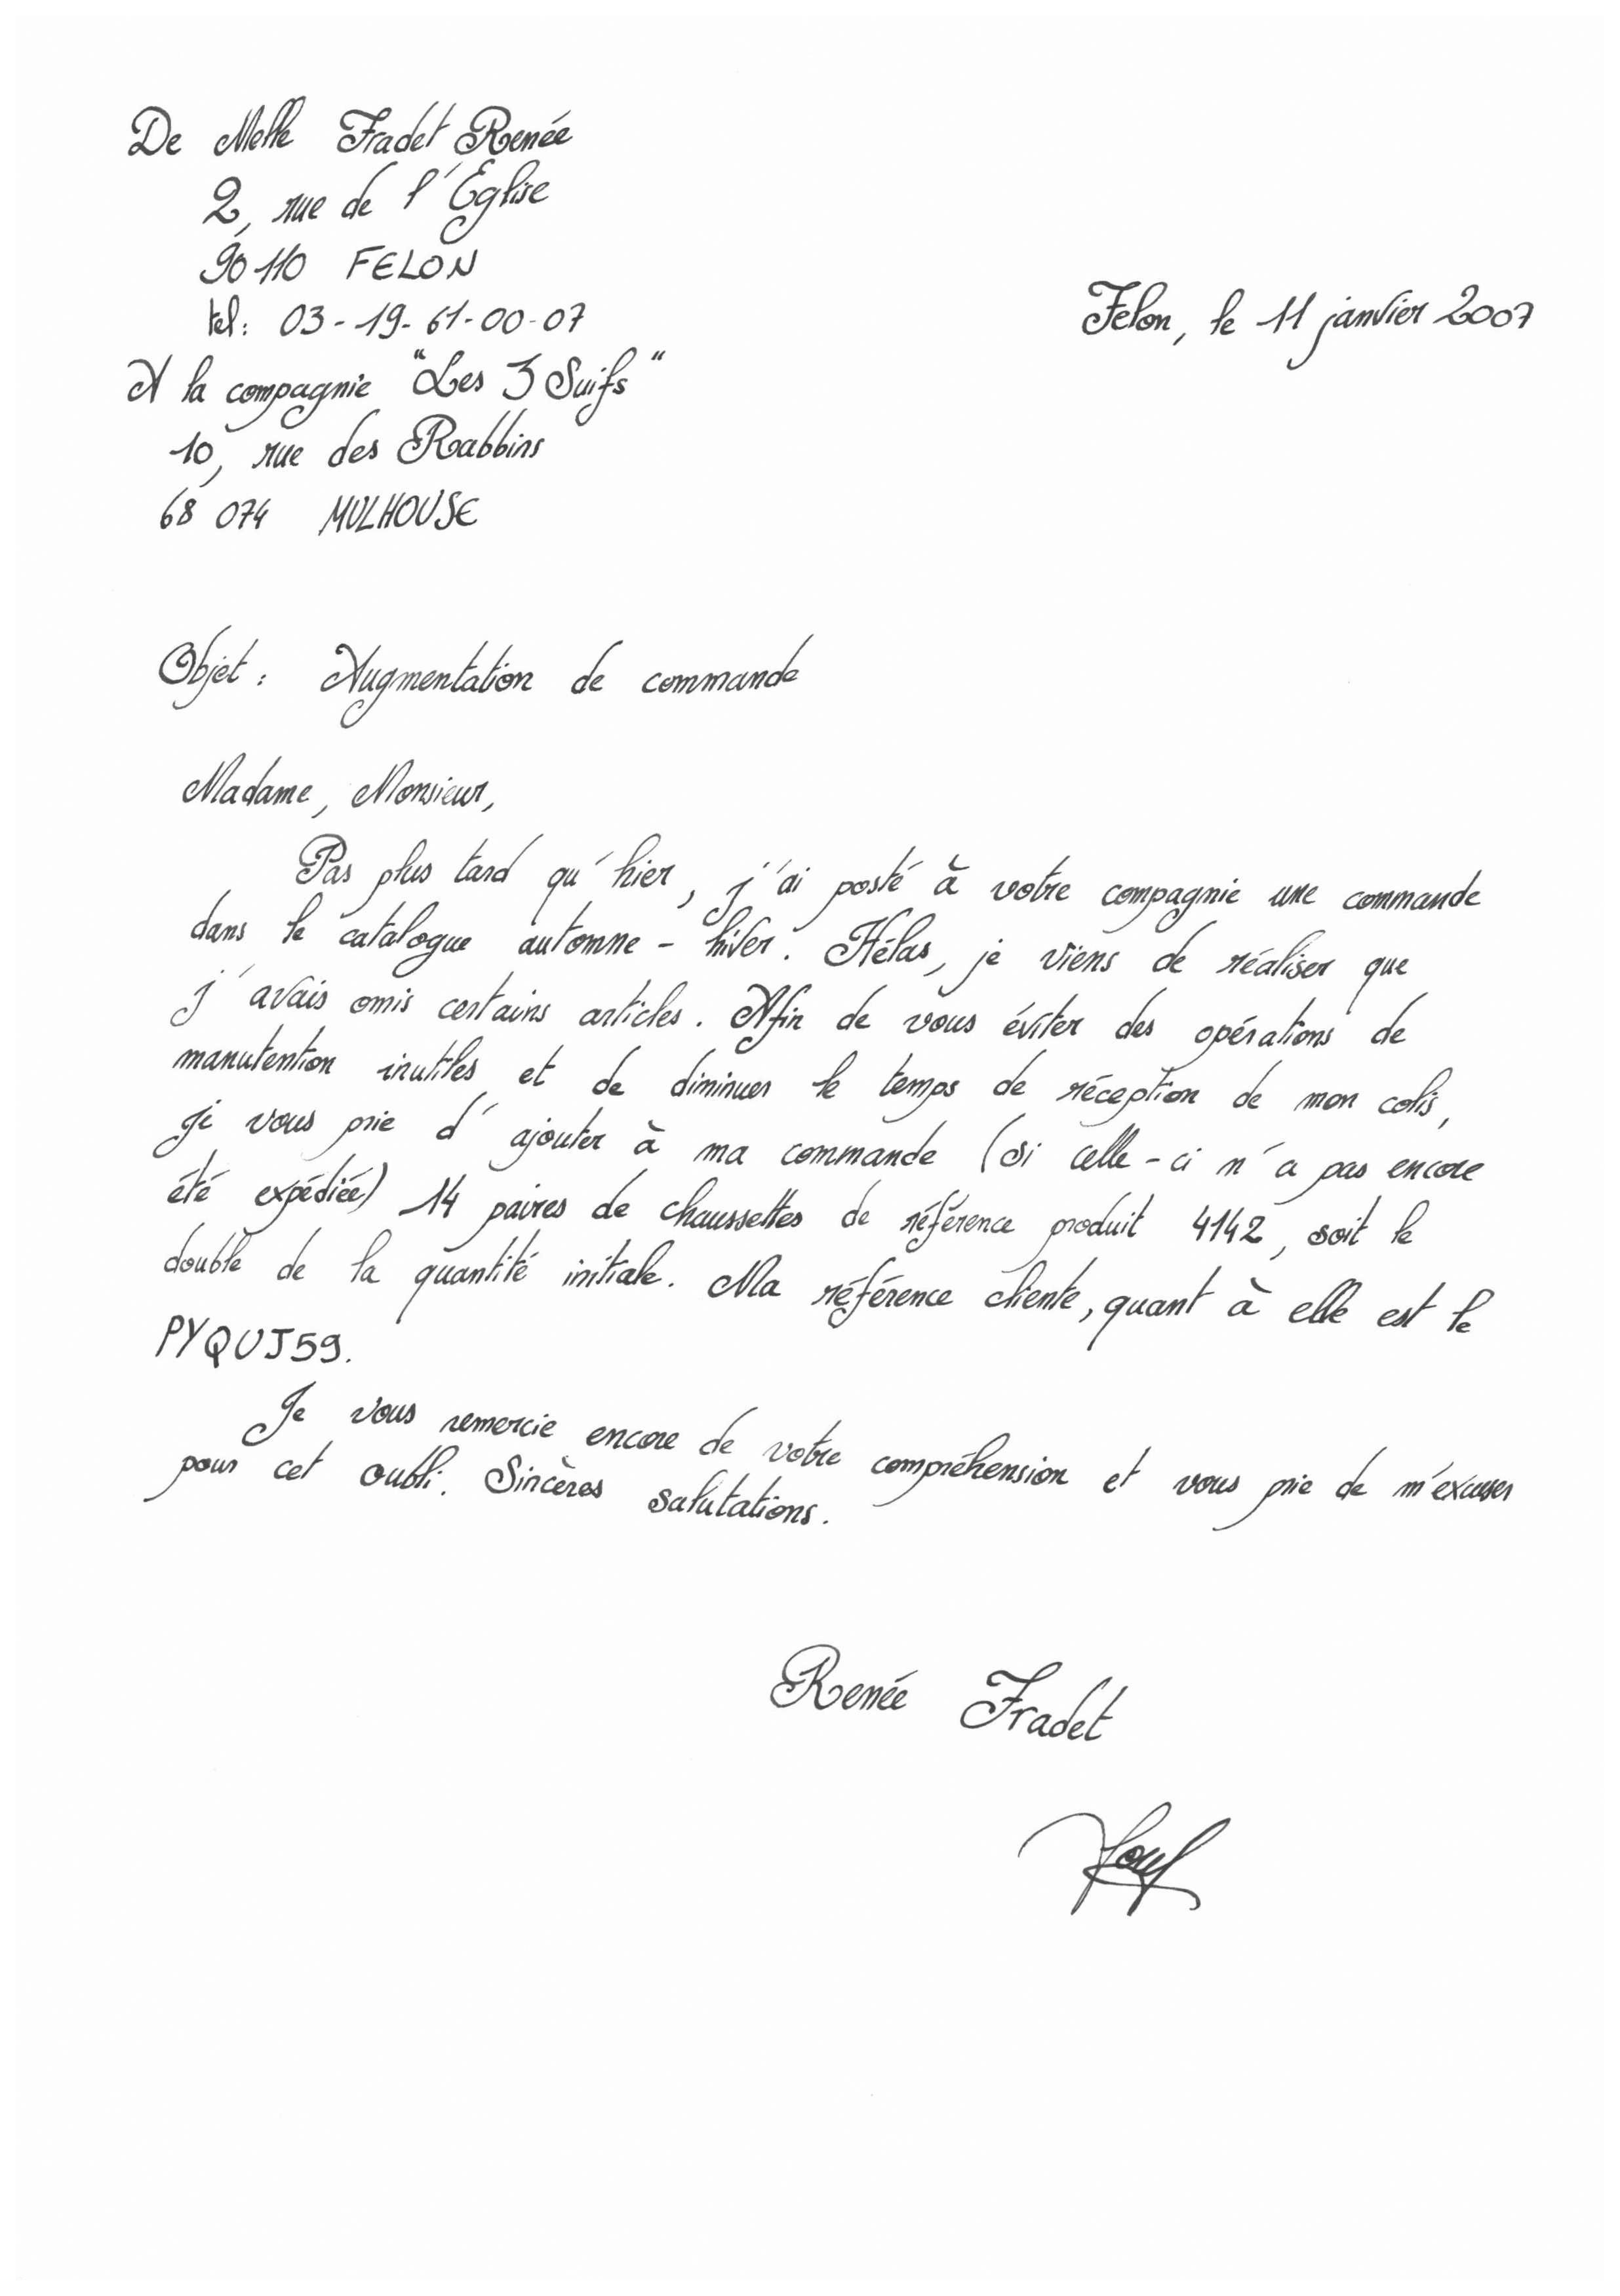 De Melle Fradet Renée
2, rue de l'Église
90110 FELON
tel: 03-19-61-00-07
Felon, le 11 janvier 2007
A la compagnie "Les 3 Suifs"
10, rue des Rabbins
68 074 MULHOUSE
Objet : Augmentation de commande
Madame, Monsieur,
Pas plus tard qu'hier, j'ai posté à votre compagnie une commande
dans le catalogue automne - hiver. Hélas, je viens de réaliser que
j'avais omis certains articles. Afin de vous éviter des opérations de
manutention inutiles et de diminuer le temps de réception de mon colis,
je vous prie d'ajouter à ma commande (si celle-ci n'a pas encore
été expédiée) 14 paires de chaussettes de référence produit 4142, soit le
double de la quantité initiale. Ma référence cliente, quant à elle est le
PYQUJ59.
Je vous remercie encore de votre compréhension et vous prie de m'excuser
pour cet oubli. Sincères salutations.
Renée Fradet